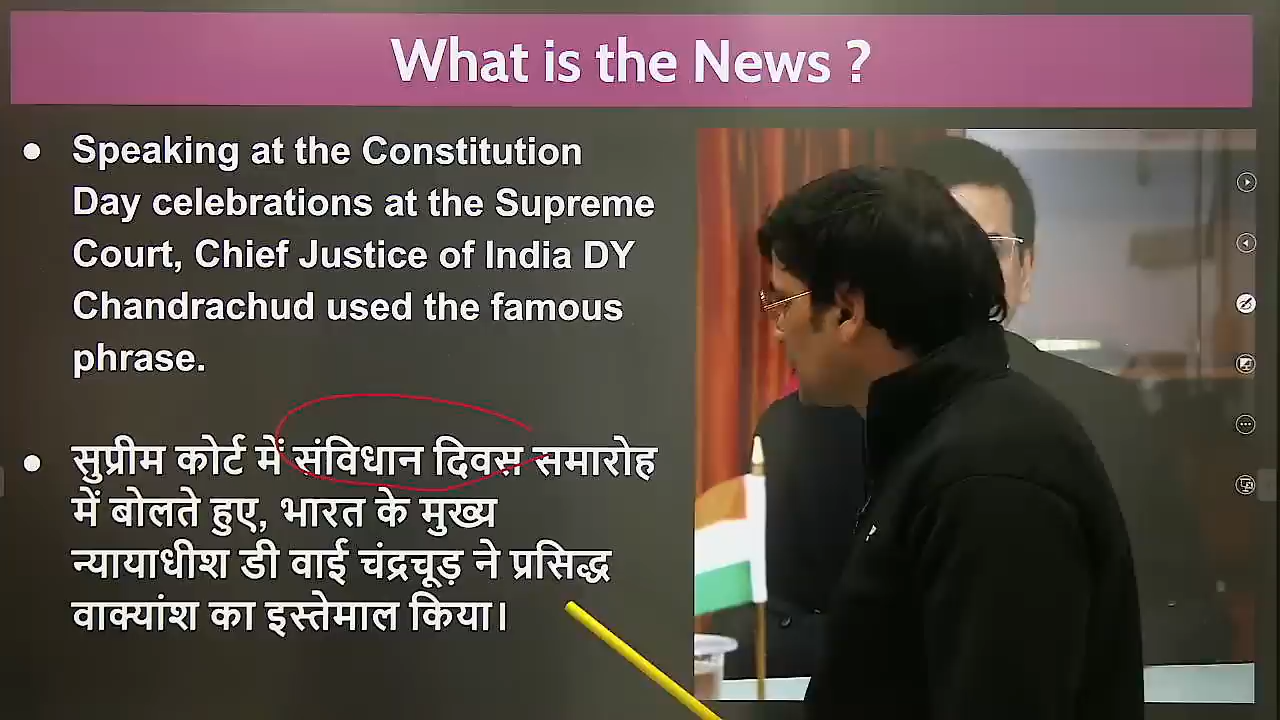 What is the News ?
Speaking at the Constitution
Day celebrations at the Supreme
Court, Chief Justice of India DY
Chandrachud used the famous
phrase.
सुप्रीम कोर्ट में संविधान दिवस समारोह
में बोलते हुए, भारत के मुख्य
न्यायाधीश डी वाई चंद्रचूड़ ने प्रसिद्ध
वाक्यांश का इस्तेमाल किया।